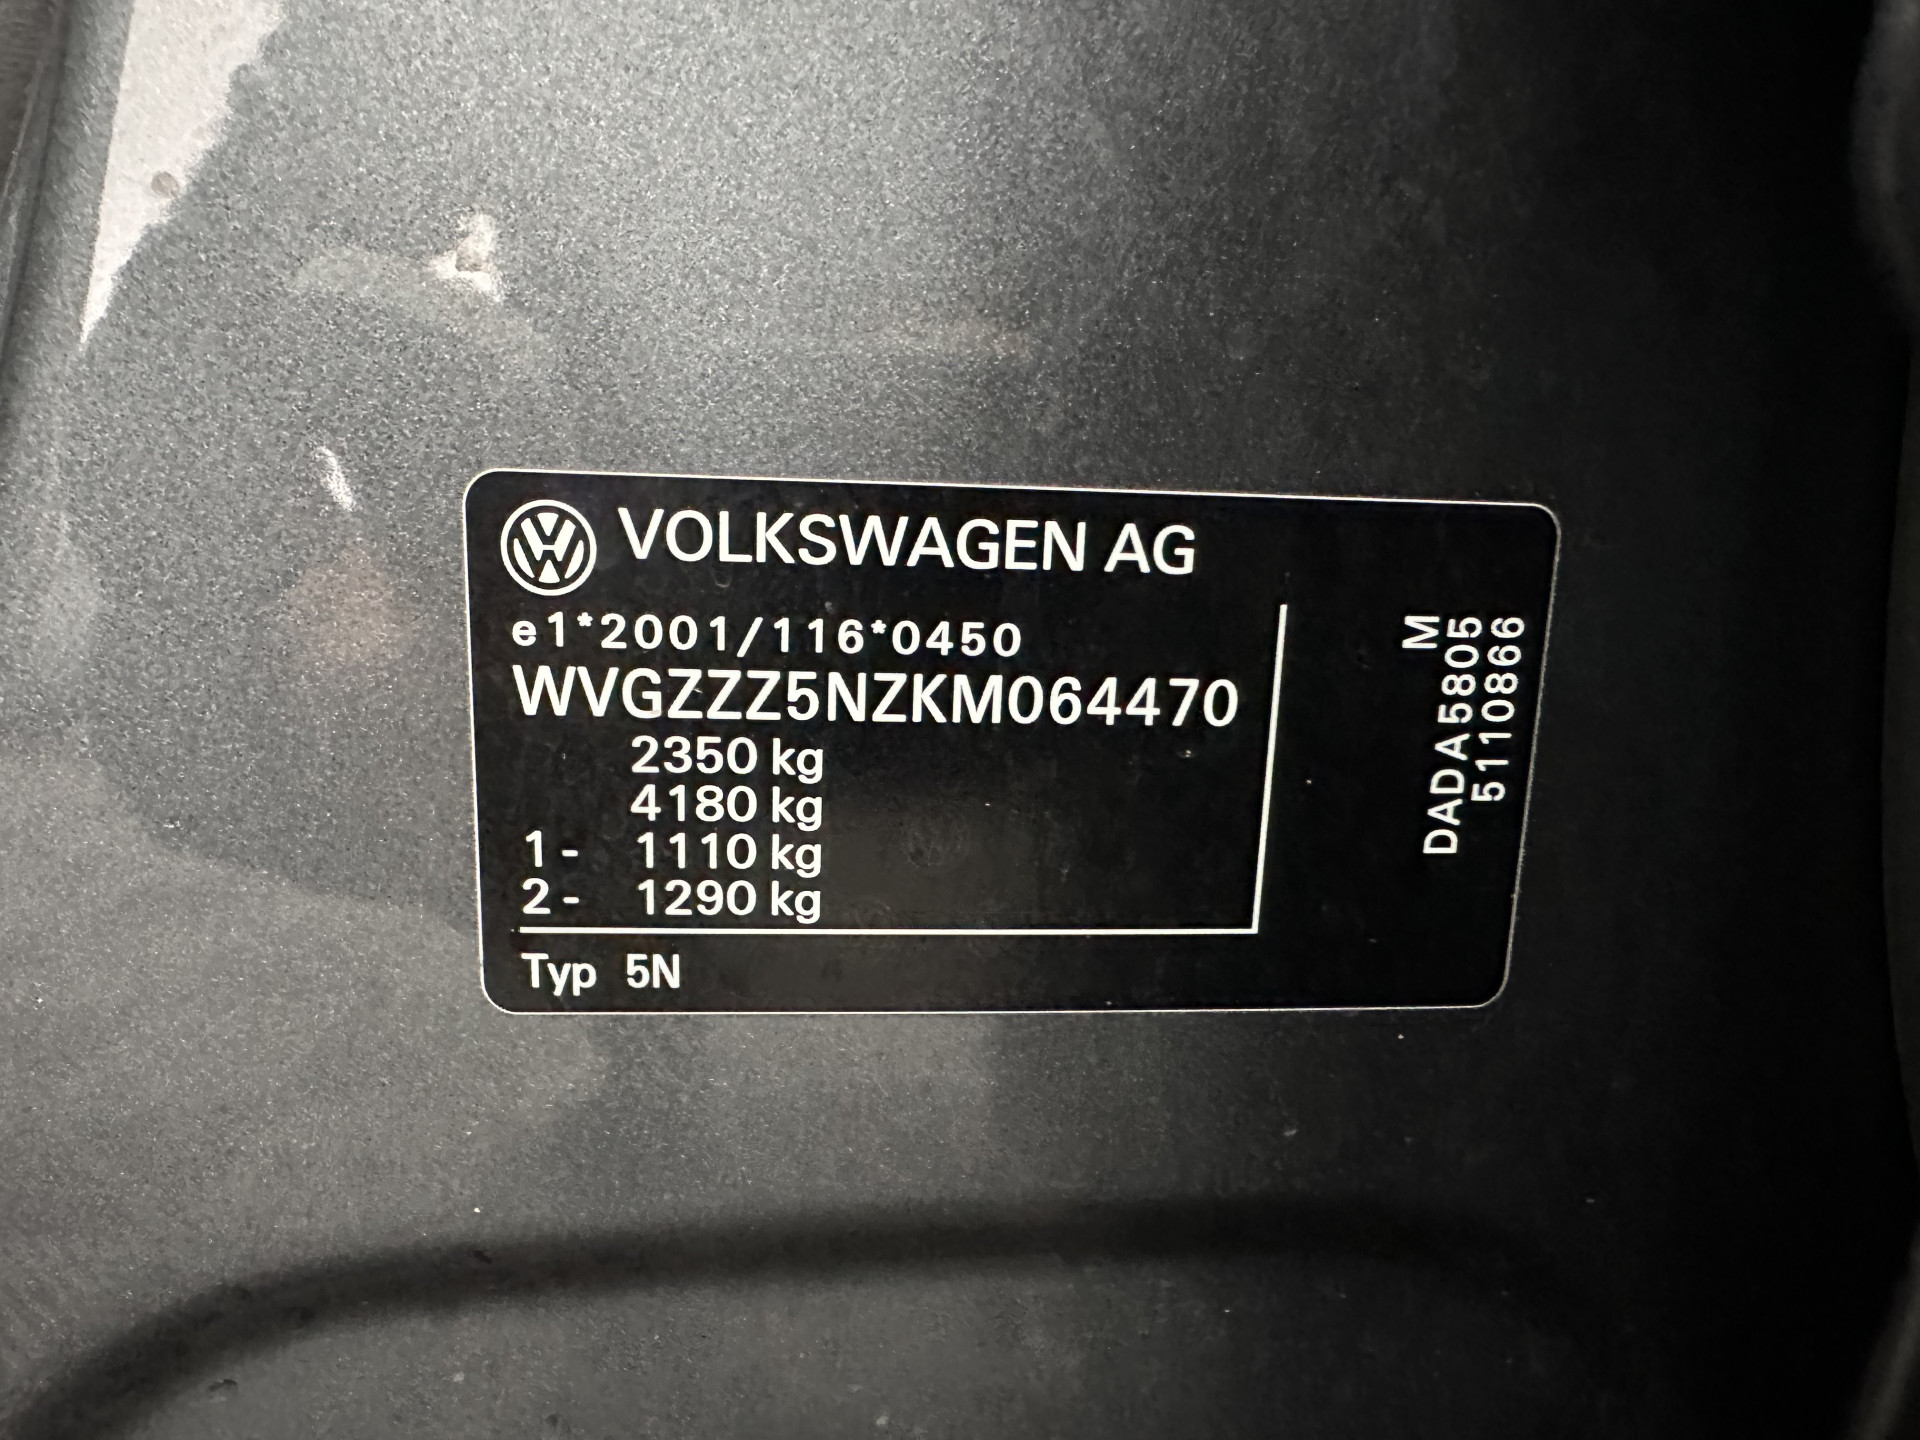 VOLKSWAGEN AG
e1*2001/116*0450
WVGZZZ5NZKM064470
2350 kg
4180 kg
1- 1110 kg
2- 1290 kg
Typ 5N
M
DADA5805
5110866